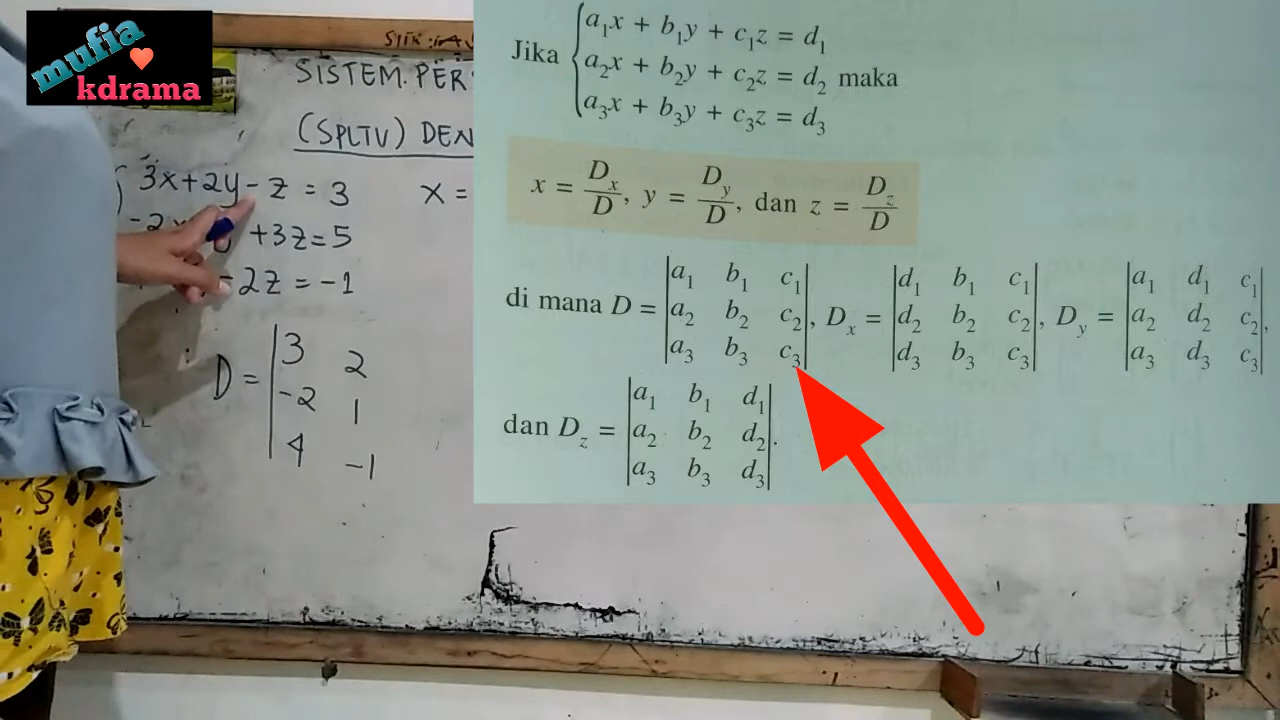 mufia
kdrama
SISTEM. PER
(SPLTV) DEN
3x+2y-z = 3
x =
+3z=5
-2z = -1
D = | 3 2
-2 1
4 -1
Jika { a₁x + b₁y + c₁z = d₁
a₂x + b₂y + c₂z = d₂ maka
a₃x + b₃y + c₃z = d₃
x = Dₓ/D, y = D_y/D, dan z = D_z/D
di mana D = |a₁ b₁ c₁| , Dₓ = |d₁ b₁ c₁| , D_y = |a₁ d₁ c₁| ,
|a₂ b₂ c₂| |d₂ b₂ c₂| |a₂ d₂ c₂|
|a₃ b₃ c₃| |d₃ b₃ c₃| |a₃ d₃ c₃|
dan D_z = |a₁ b₁ d₁| .
|a₂ b₂ d₂|
|a₃ b₃ d₃|